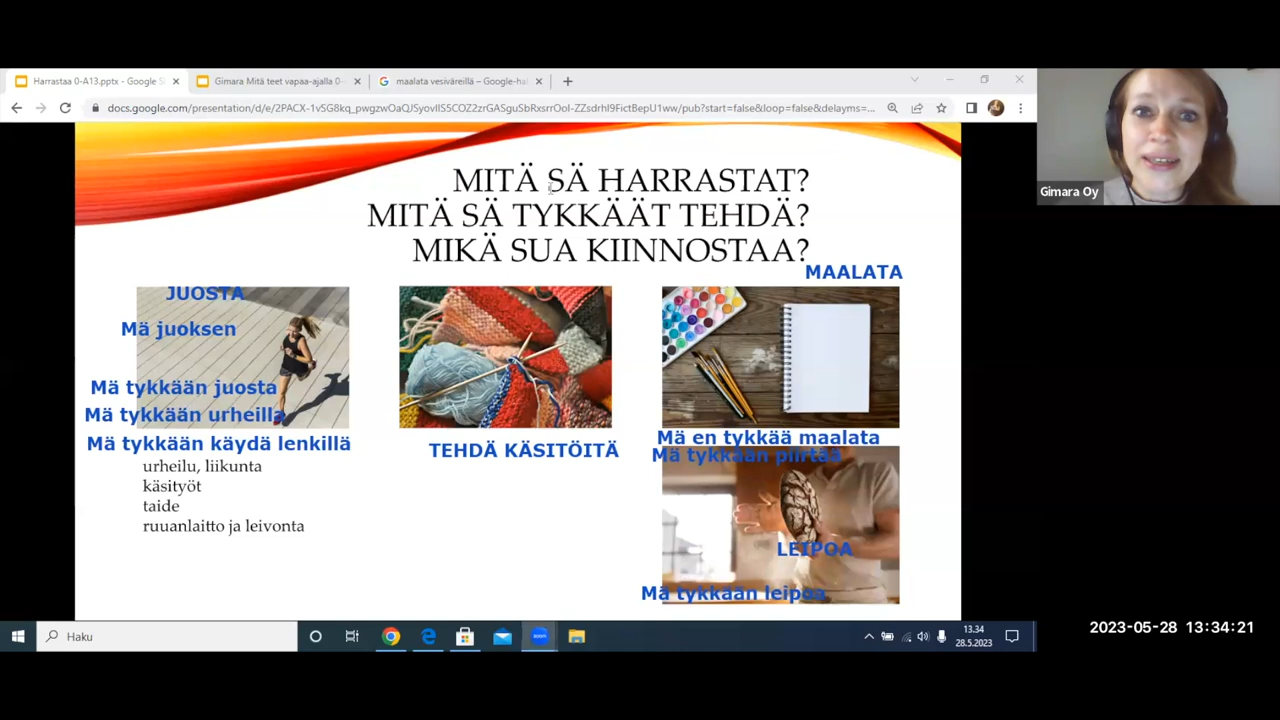 Harrastaa 0-A13.pptx - Google S
Gimara Mitä teet vapaa-ajalla 0-
maalata vesiväreillä – Google-ha
docs.google.com/presentation/d/e/2PACX-1vSG8kq_pwgzwOaQJSyovIlS5COZ2zrGASguSbRxsrrOoI-ZZsdrhI9FictBepU1ww/pub?start=false&loop=false&delayms=...
Gimara Oy
MITÄ SÄ HARRASTAT?
MITÄ SÄ TYKKÄÄT TEHDÄ?
MIKÄ SUA KIINNOSTAA?
MAALATA
JUOSTA
Mä juoksen
Mä tykkään juosta
Mä tykkään urheilla
Mä tykkään käydä lenkillä
TEHDÄ KÄSITÖITÄ
Mä en tykkää maalata
Mä tykkään piirtää
urheilu, liikunta
käsityöt
taide
ruuanlaitto ja leivonta
LEIPOA
Mä tykkään leipoa
Haku
zoom
13.34
28.5.2023
2023-05-28 13:34:21